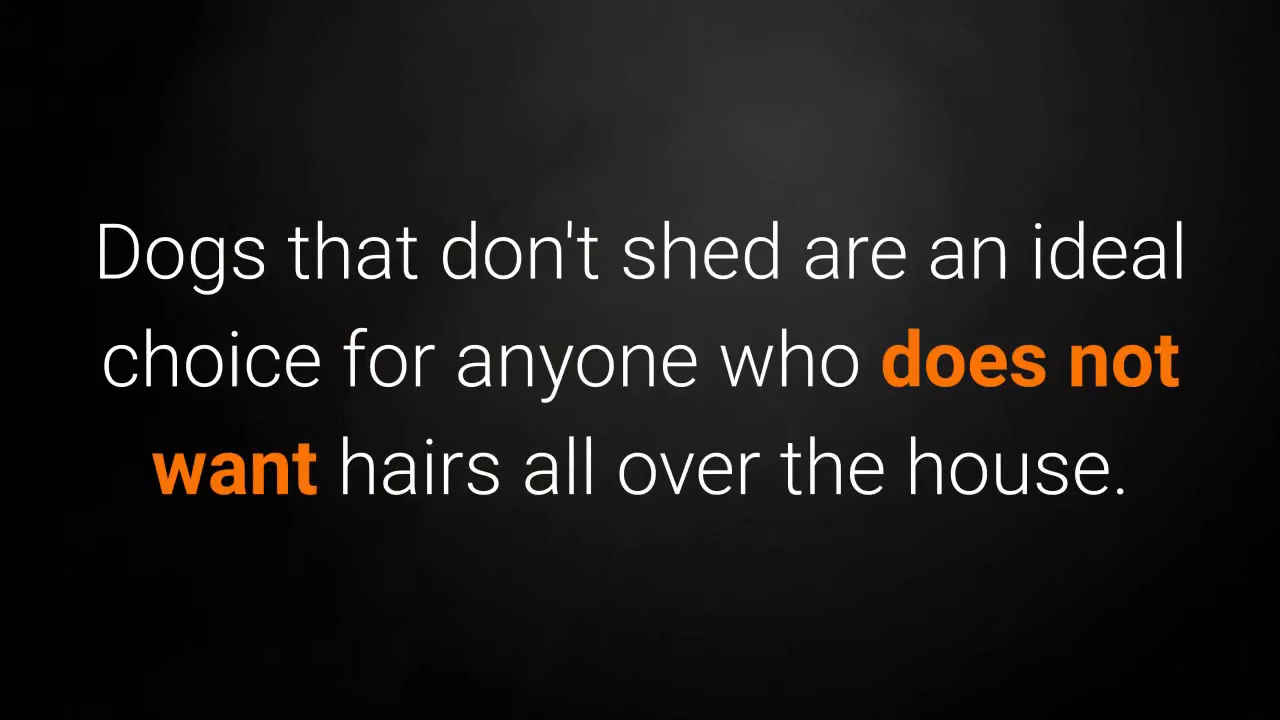 Dogs that don't shed are an ideal
choice for anyone who does not
want hairs all over the house.